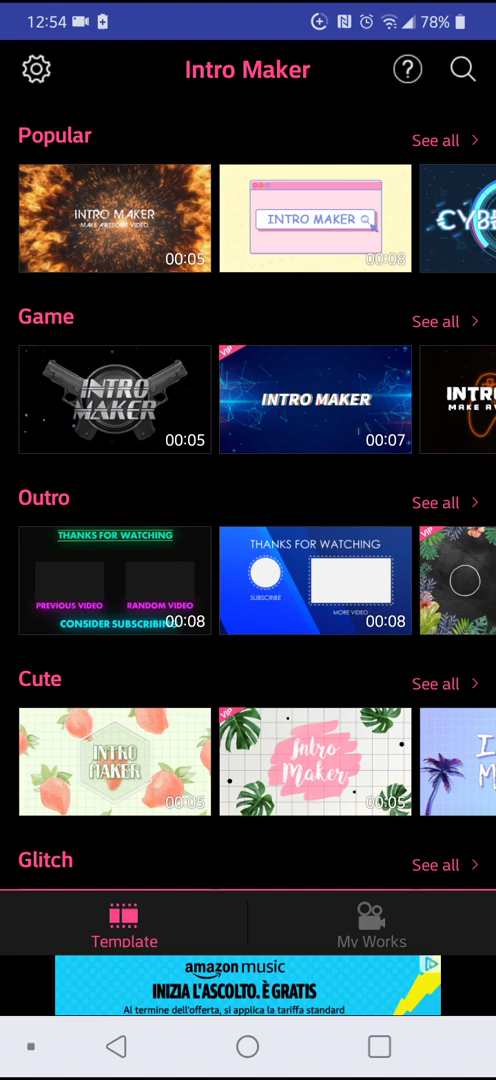 12:54
78%
Intro Maker
Popular
See all
INTRO MAKER
MAKE AWESOME VIDEO
00:05
INTRO MAKER
00:08
Game
See all
INTRO
MAKER
00:05
VIP
INTRO MAKER
00:07
Outro
See all
THANKS FOR WATCHING
PREVIOUS VIDEO
RANDOM VIDEO
CONSIDER SUBSCRIBIN
00:08
THANKS FOR WATCHING
SUBSCRIBE
MORE VIDEO
00:08
VIP
Cute
See all
INTRO
MAKER
00:05
VIP
Intro
Maker
00:05
Glitch
See all
Template
My Works
amazon music
INIZIA L'ASCOLTO. È GRATIS
Al termine dell'offerta, si applica la tariffa standard